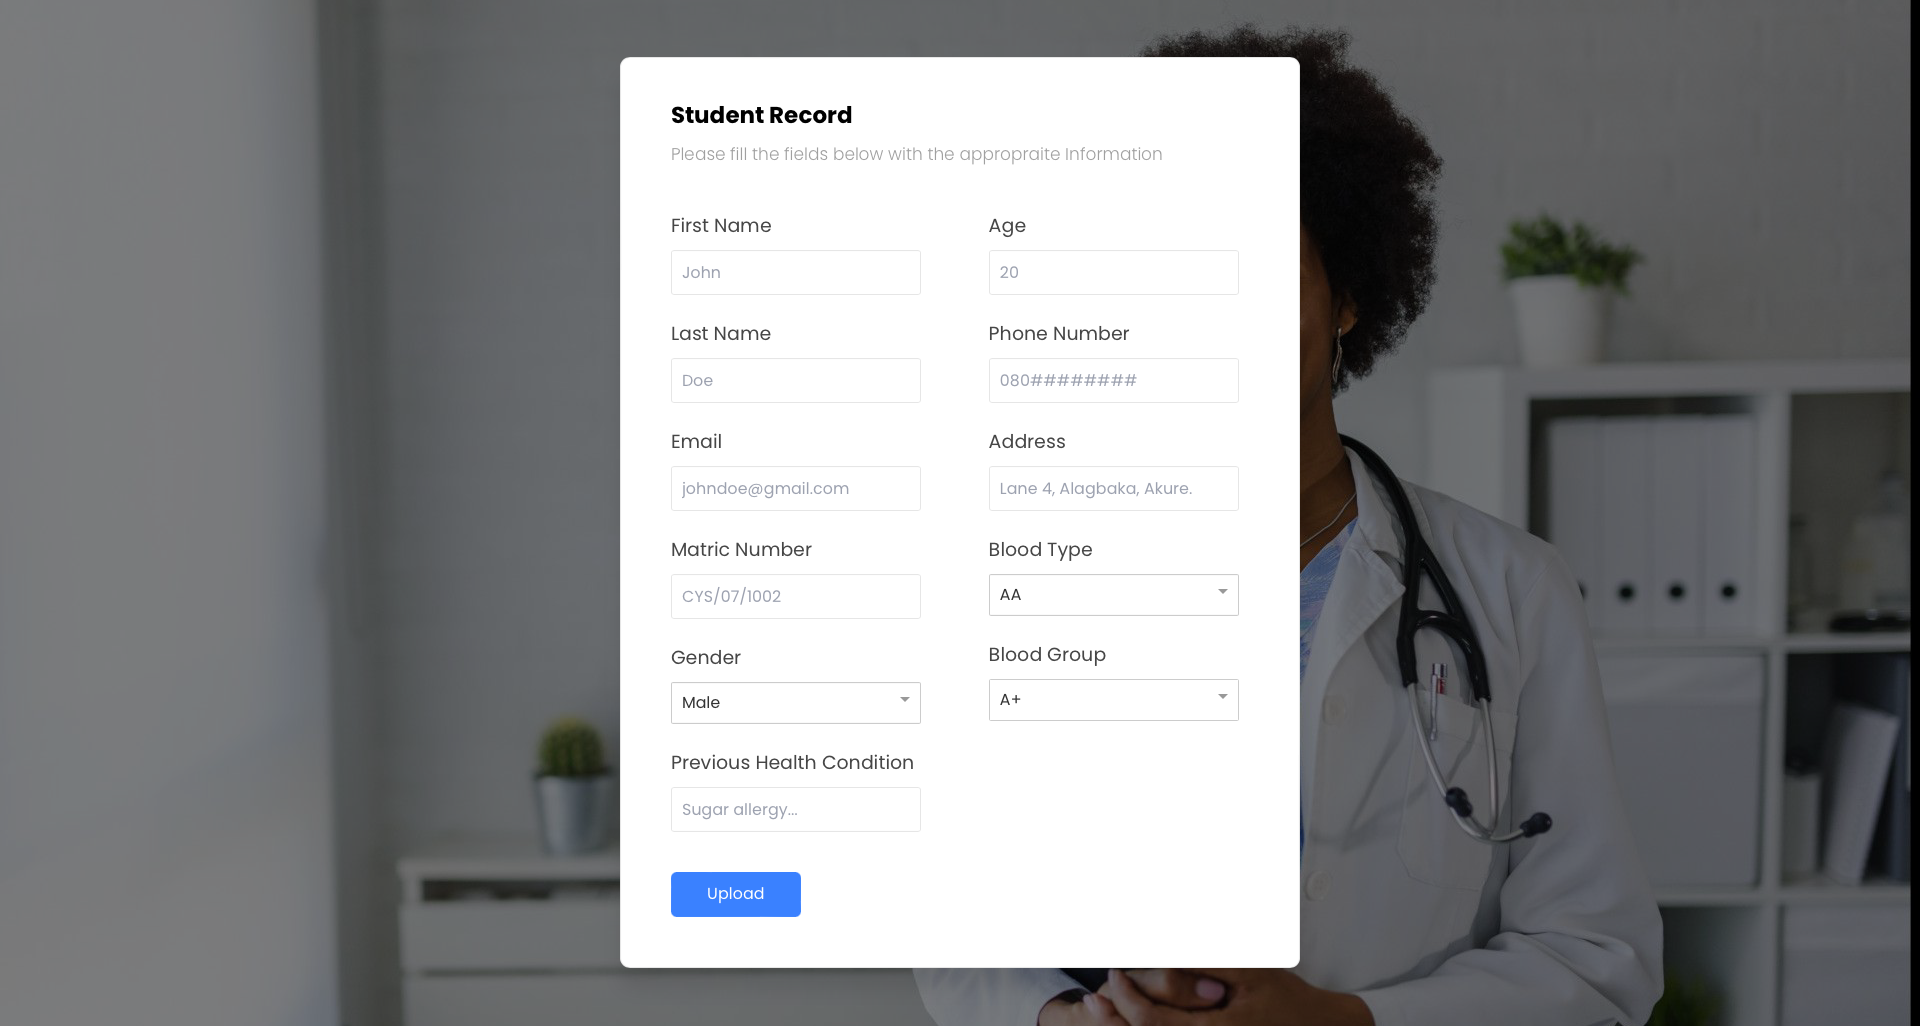 Student Record
Please fill the fields below with the appropraite Information
First Name
John
Last Name
Doe
Email
johndoe@gmail.com
Matric Number
CYS/07/1002
Gender
Male
Previous Health Condition
Sugar allergy...
Age
20
Phone Number
080########
Address
Lane 4, Alagbaka, Akure.
Blood Type
AA
Blood Group
A+
Upload